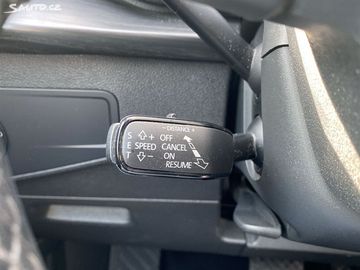 SAUTO.CZ
- DISTANCE +
S + OFF
E SPEED CANCEL
T - ON
RESUME